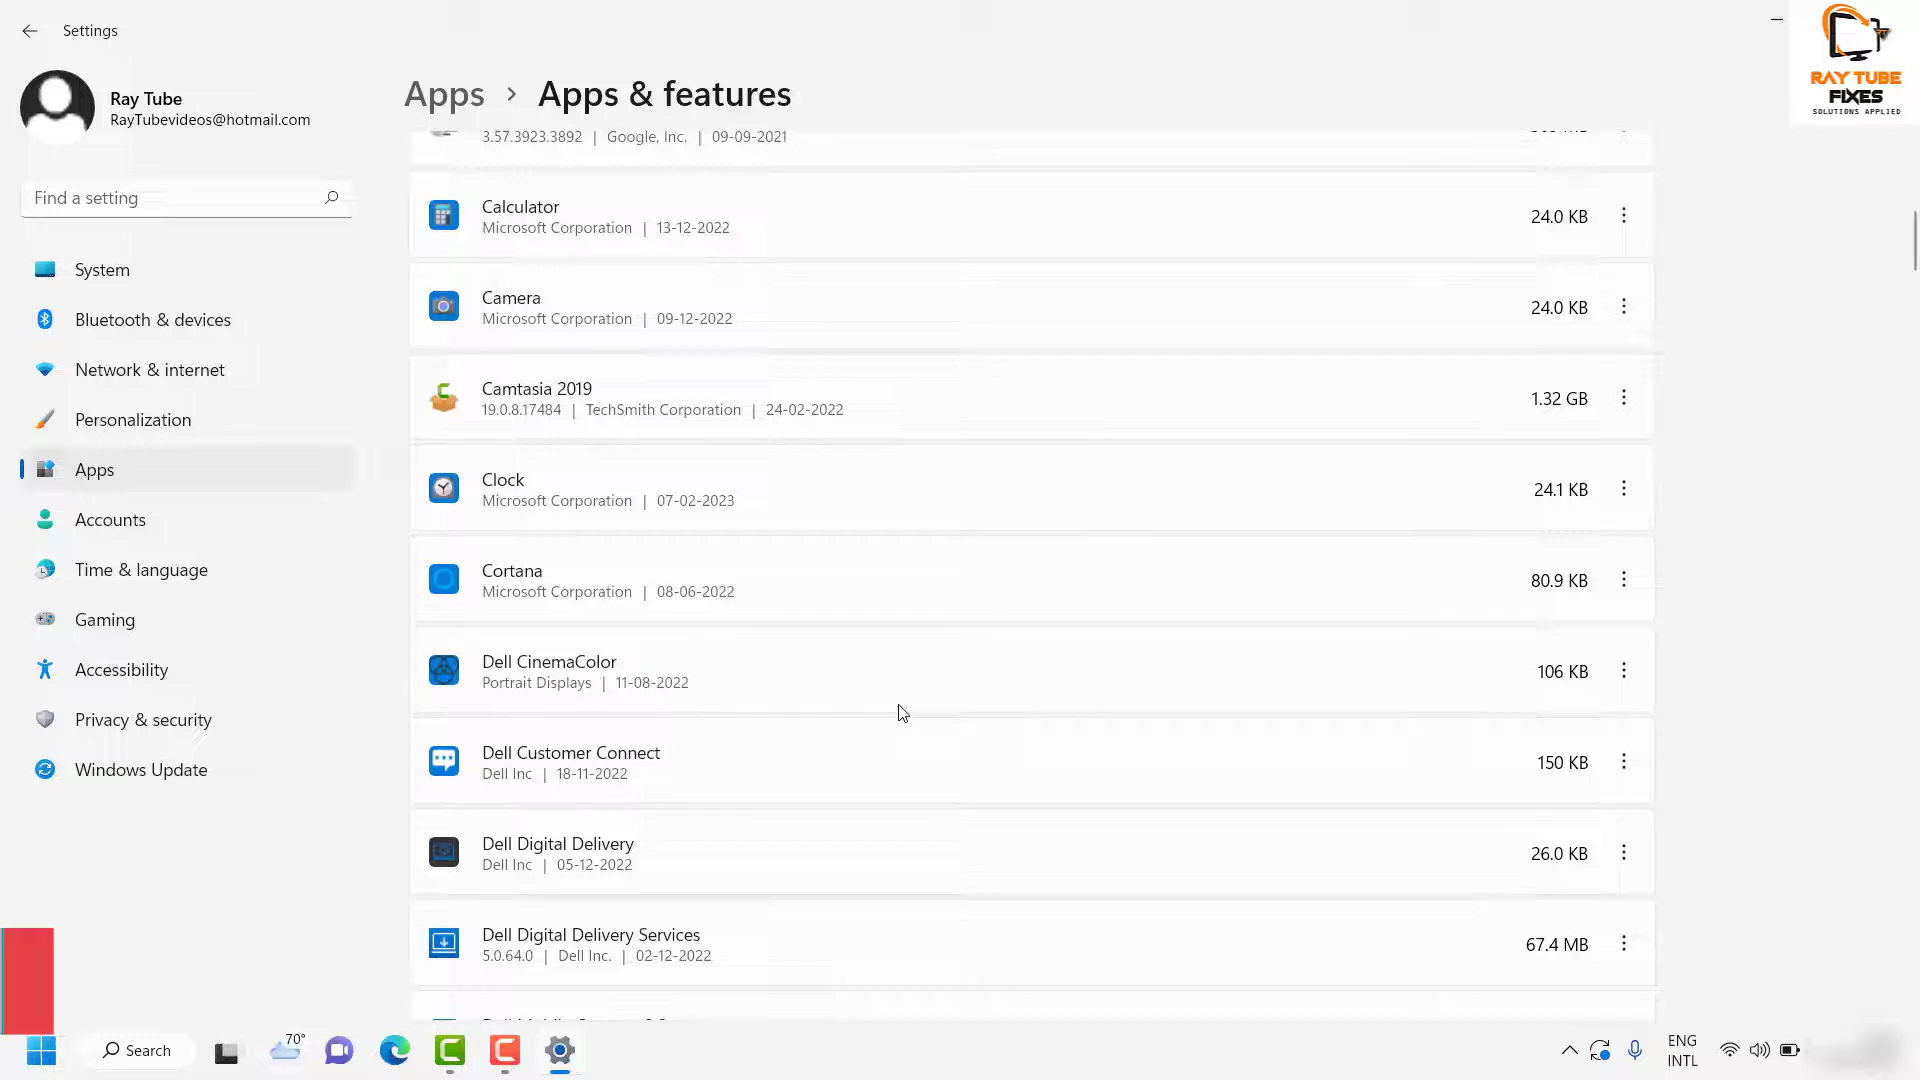 Settings
RAY TUBE
FIXES
SOLUTIONS APPLIED
Ray Tube
RayTubevideos@hotmail.com
Find a setting
System
Bluetooth & devices
Network & internet
Personalization
Apps
Accounts
Time & language
Gaming
Accessibility
Privacy & security
Windows Update
Apps > Apps & features
3.57.3923.3892 | Google, Inc. | 09-09-2021
Calculator
Microsoft Corporation | 13-12-2022
24.0 KB
Camera
Microsoft Corporation | 09-12-2022
24.0 KB
Camtasia 2019
19.0.8.17484 | TechSmith Corporation | 24-02-2022
1.32 GB
Clock
Microsoft Corporation | 07-02-2023
24.1 KB
Cortana
Microsoft Corporation | 08-06-2022
80.9 KB
Dell CinemaColor
Portrait Displays | 11-08-2022
106 KB
Dell Customer Connect
Dell Inc | 18-11-2022
150 KB
Dell Digital Delivery
Dell Inc | 05-12-2022
26.0 KB
Dell Digital Delivery Services
5.0.64.0 | Dell Inc. | 02-12-2022
67.4 MB
Search
70°
ENG
INTL